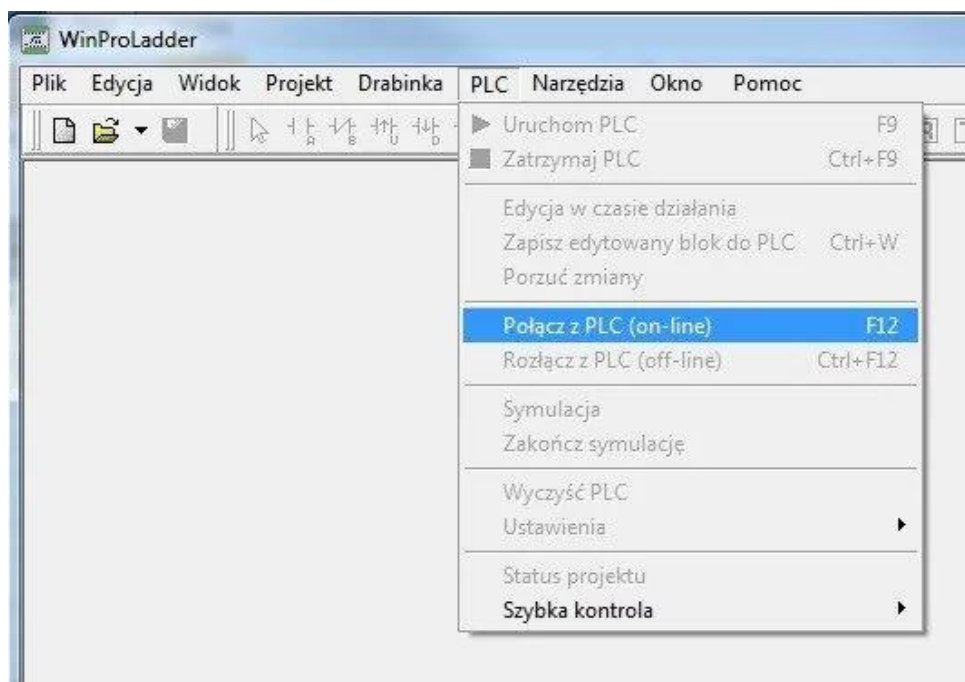 WinProLadder
Plik Edycja Widok Projekt Drabinka PLC Narzędzia Okno Pomoc
Uruchom PLC F9
Zatrzymaj PLC Ctrl+F9
Edycja w czasie działania
Zapisz edytowany blok do PLC Ctrl+W
Porzuć zmiany
Połącz z PLC (on-line) F12
Rozłącz z PLC (off-line) Ctrl+F12
Symulacja
Zakończ symulację
Wyczyść PLC
Ustawienia
Status projektu
Szybka kontrola